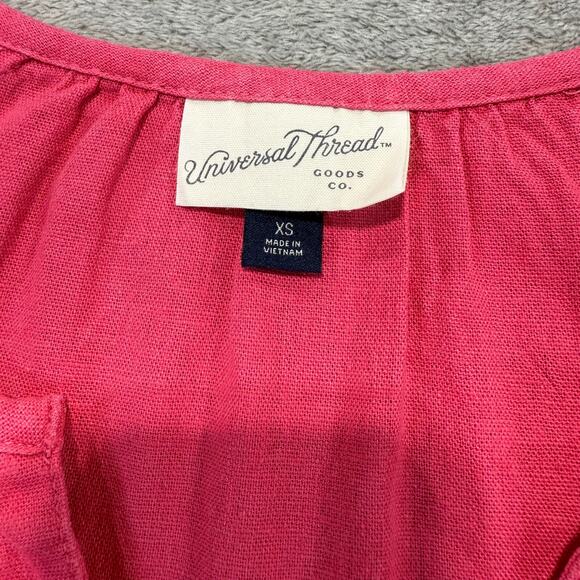 Universal Thread™
GOODS
CO.
XS
MADE IN
VIETNAM